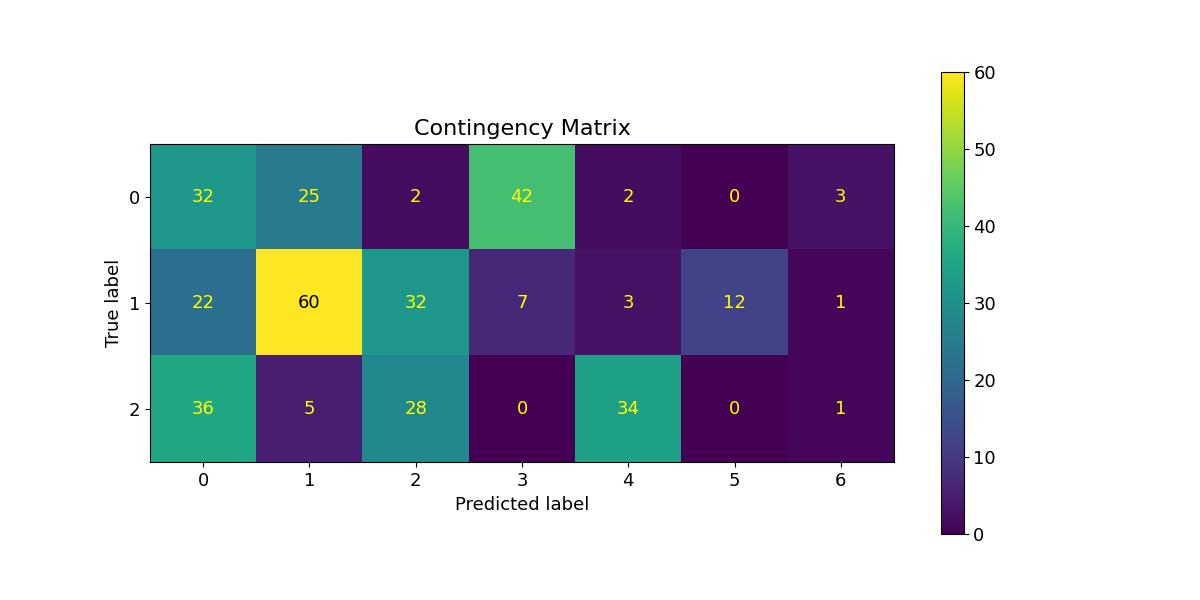 Contingency Matrix
True label
0 32 25 2 42 2 0 3
1 22 60 32 7 3 12 1
2 36 5 28 0 34 0 1
0 1 2 3 4 5 6
Predicted label
60
50
40
30
20
10
0